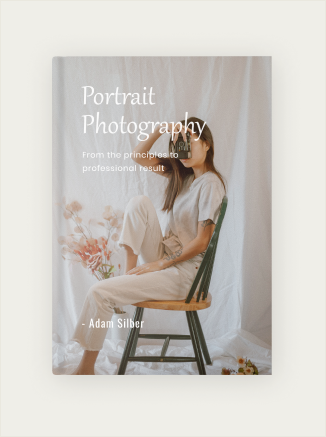 Portrait
Photography
From the principles to
professional result
- Adam Silber